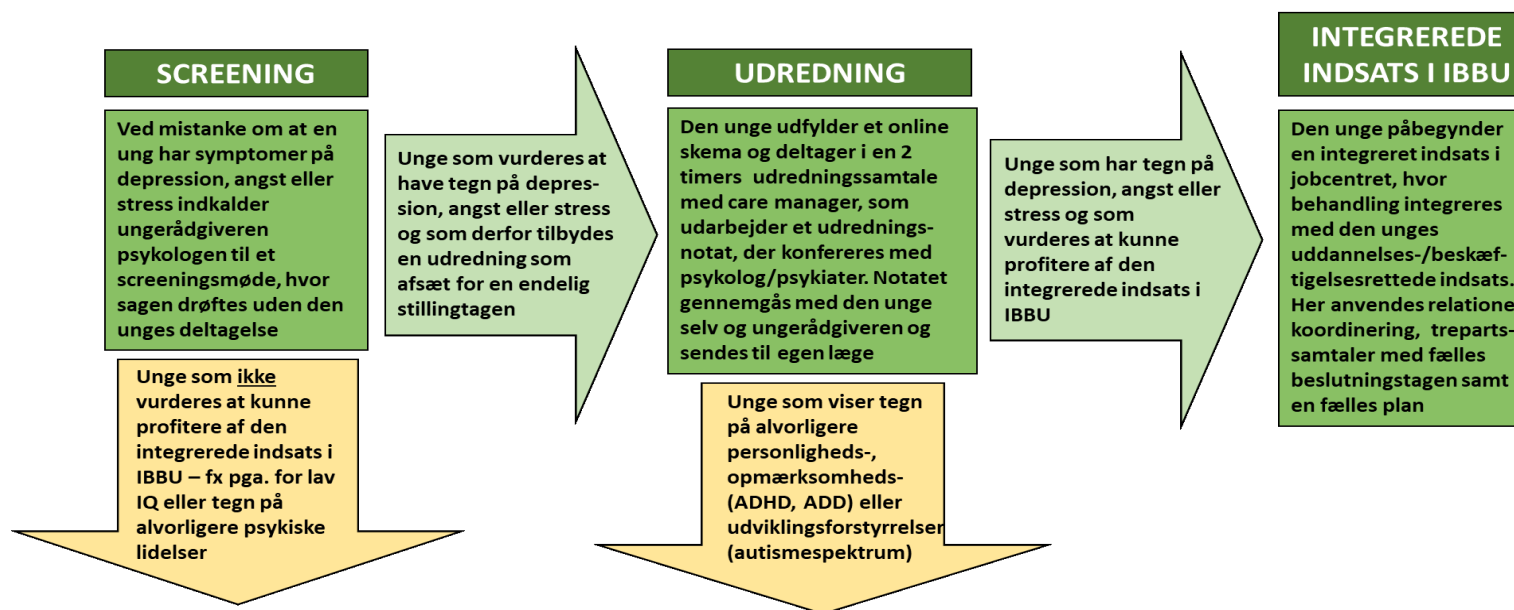 SCREENING
Ved mistanke om at en
ung har symptomer på
depression, angst eller
stress indkalder
ungerådgiveren
psykologen til et
screeningsmøde, hvor
sagen drøftes uden den
unges deltagelse
Unge som ikke
vurderes at kunne
profitere af den
integrerede indsats i
IBBU – fx pga. for lav
IQ eller tegn på
alvorligere psykiske
lidelser
Unge som vurderes at
have tegn på depres-
sion, angst eller stress
og som derfor tilbydes
en udredning som
afsæt for en endelig
stillingtagen
UDREDNING
Den unge udfylder et online
skema og deltager i en 2
timers udredningssamtale
med care manager, som
udarbejder et udrednings-
notat, der konfereres med
psykolog/psykiater. Notatet
gennemgås med den unge
selv og ungerådgiveren og
sendes til egen læge
Unge som viser tegn
på alvorligere
personligheds-,
opmærksomheds-
(ADHD, ADD) eller
udviklingsforstyrrelser
(autismespektrum)
Unge som har tegn på
depression, angst eller
stress og som
vurderes at kunne
profitere af den
integrerede indsats i
IBBU
INTEGREREDE
INDSATS I IBBU
Den unge påbegynder
en integreret indsats i
jobcentret, hvor
behandling integreres
med den unges
uddannelses-/beskæf-
tigelsesrettede indsats.
Her anvendes
koordinering, treparts-
samtaler med fælles
beslutningstagen samt
en fælles plan